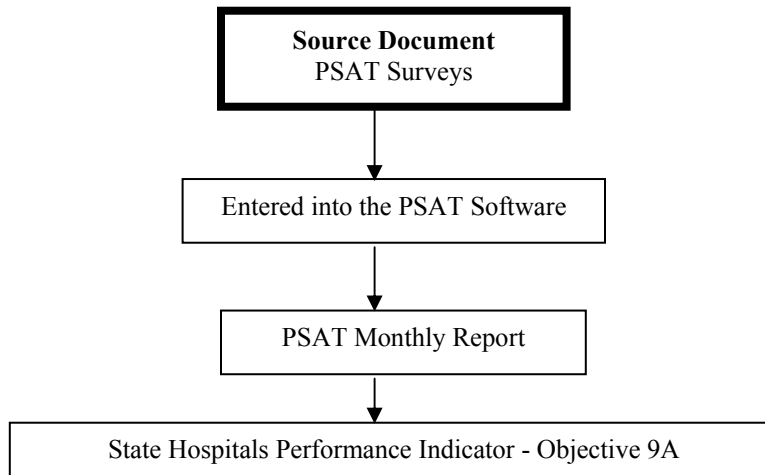 Source Document
PSAT Surveys
Entered into the PSAT Software
PSAT Monthly Report
State Hospitals Performance Indicator - Objective 9A